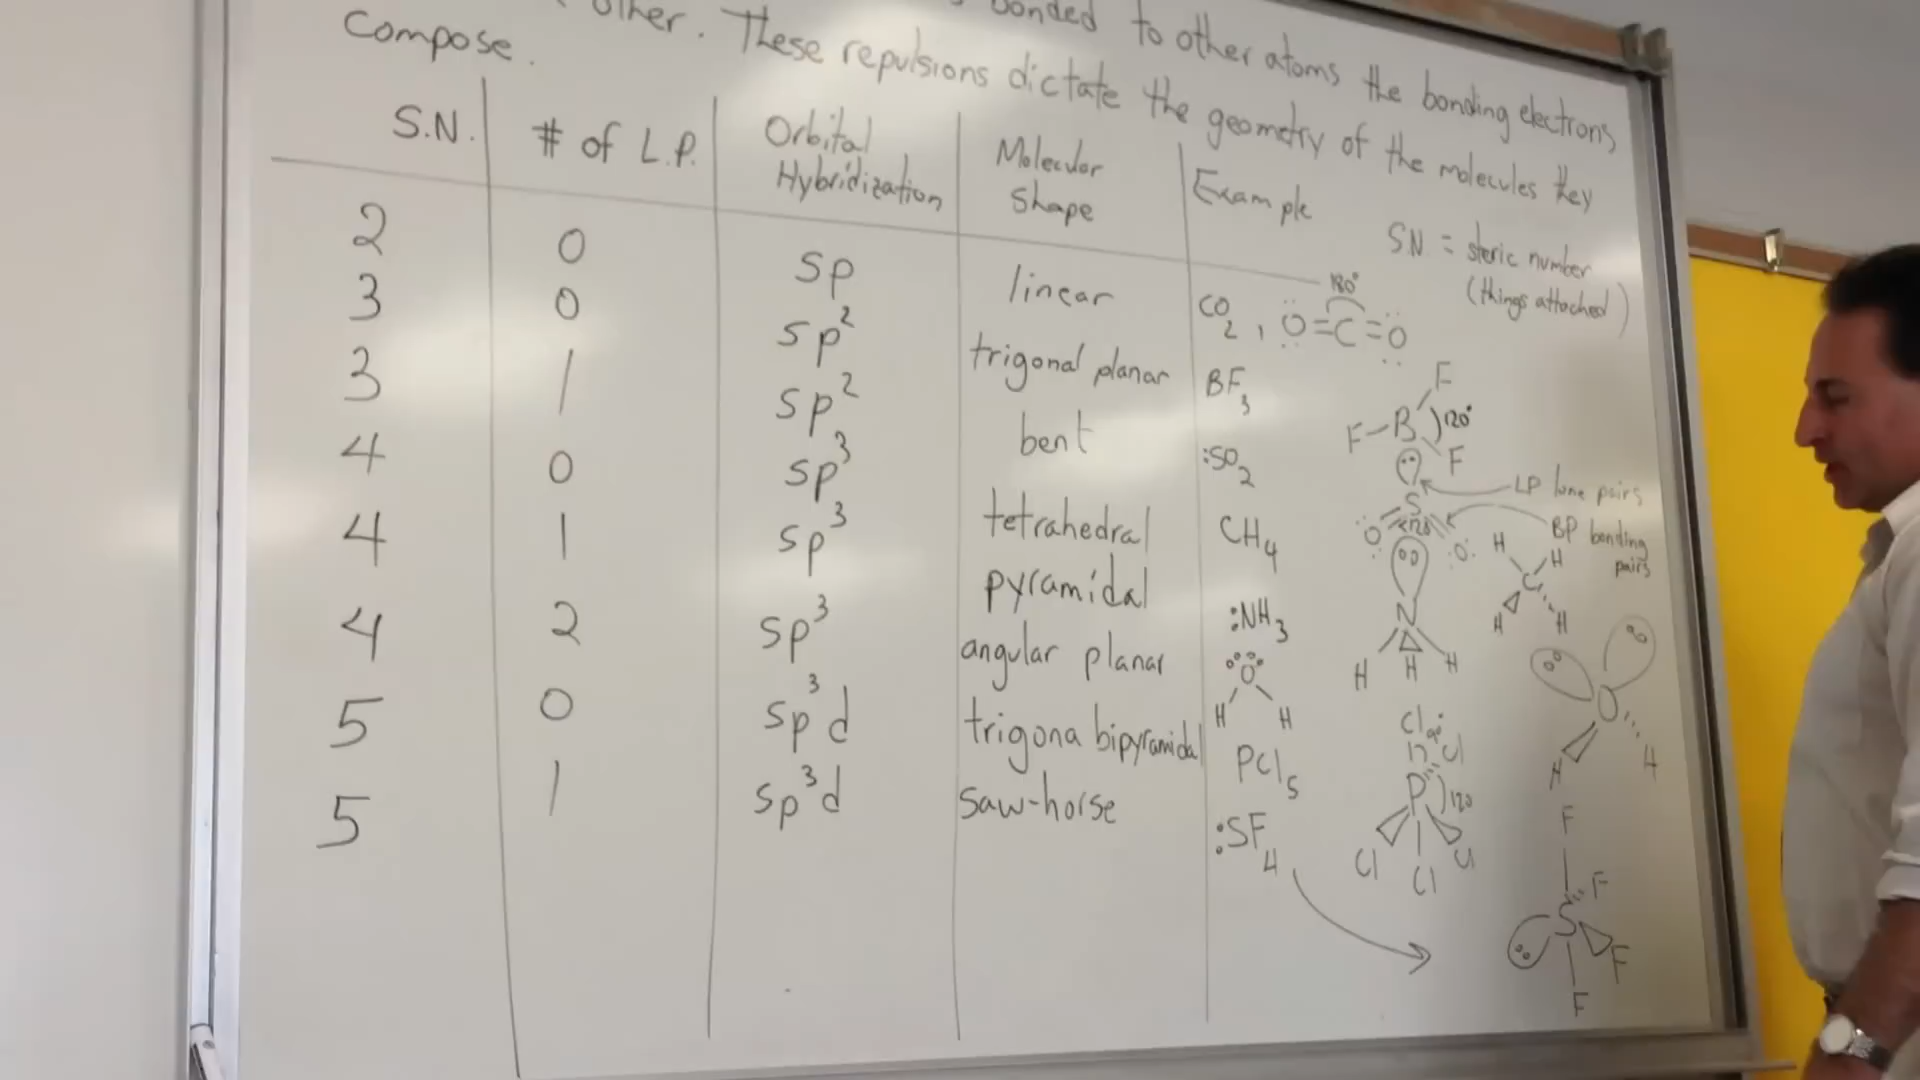 other. These repulsions dictate the geometry of the molecules they
bonded to other atoms the bonding electrons
compose.
S.N. # of L.P. Orbital Hybridization Molecular Shape Example
S.N. = steric number
(things attached)
2 0 sp linear CO2, O=C=O 180°
3 0 sp2 trigonal planar BF3
F
F-B 120°
F
3 1 sp2 bent :SO2
LP lone pairs
S
O O
BP bonding pairs
4 0 sp3 tetrahedral CH4
H H
C
H H
4 1 sp3 pyramidal :NH3
N
H H H
4 2 sp3 angular planar
O
H H
O
H H
5 0 sp3d trigona bipyramidal PCl5
Cl
Cl
P 120
Cl Cl Cl
5 1 sp3d saw-horse :SF4
F
F
S
F
F